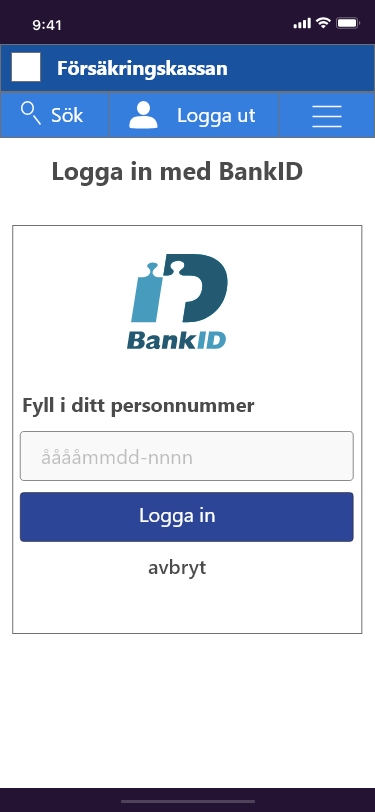 9:41
Försäkringskassan
Sök
Logga ut
Logga in med BankID
BankID
Fyll i ditt personnummer
ååååmmdd-nnnn
Logga in
avbryt